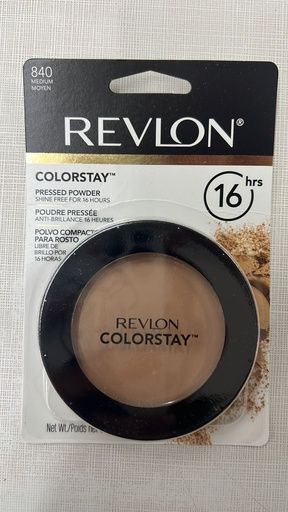 840
MEDIUM
MOYEN
REVLON®
COLORSTAY™
PRESSED POWDER
SHINE FREE FOR 16 HOURS
POUDRE PRESSÉE
ANTI-BRILLANCE 16 HEURES
POLVO COMPACT
PARA ROSTO
LIBRE DE
BRILLO POR
16 HORAS
16 hrs
REVLON
COLORSTAY™
Net Wt./Poids